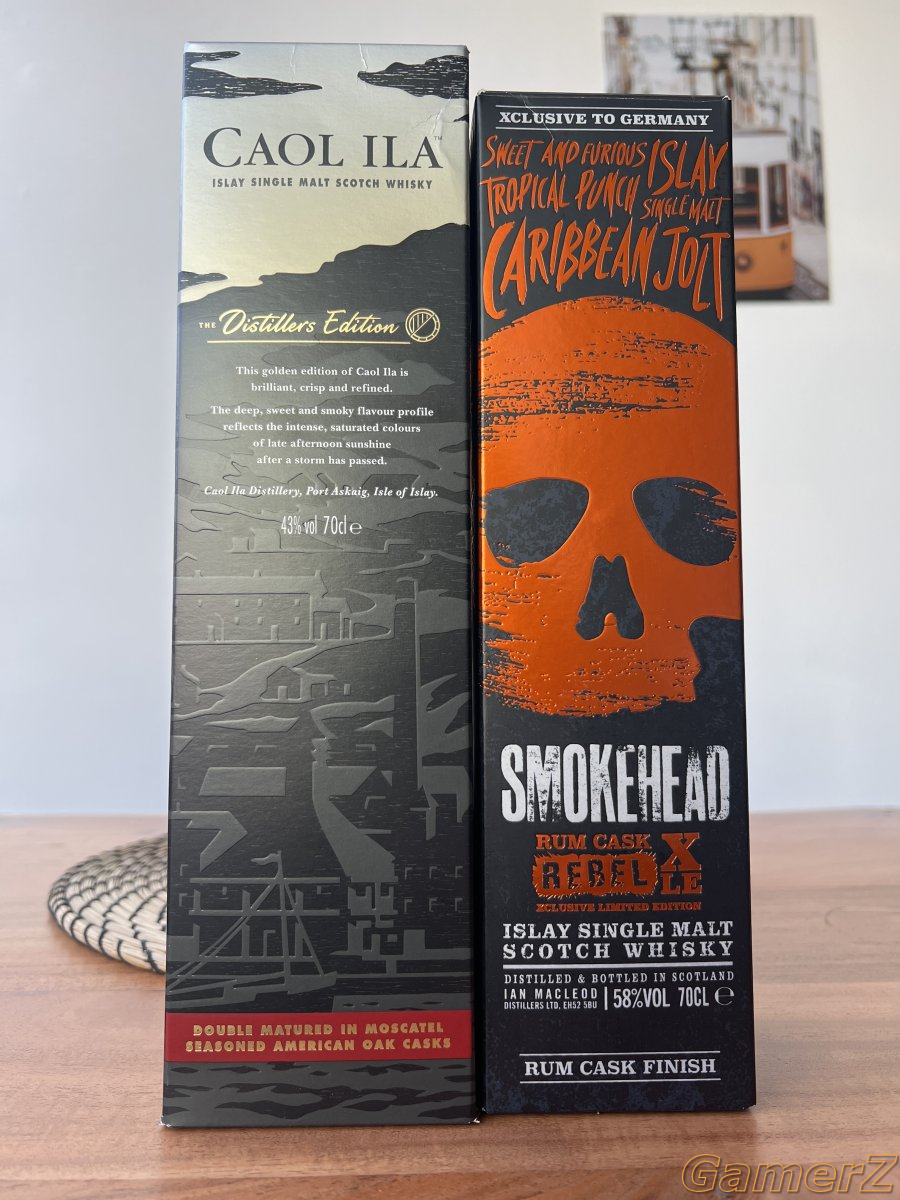 CAOL ILA™
ISLAY SINGLE MALT SCOTCH WHISKY
THE Distillers Edition
This golden edition of Caol Ila is
brilliant, crisp and refined.
The deep, sweet and smoky flavour profile
reflects the intense, saturated colours
of late afternoon sunshine
after a storm has passed.
Caol Ila Distillery, Port Askaig, Isle of Islay.
43% vol 70cl e
DOUBLE MATURED IN MOSCATEL
SEASONED AMERICAN OAK CASKS
XCLUSIVE TO GERMANY
SWEET AND FURIOUS ISLAY
TROPICAL PUNCH SINGLE MALT
CARIBBEAN JOLT
SMOKEHEAD
RUM CASK X
REBEL LE
XCLUSIVE LIMITED EDITION
ISLAY SINGLE MALT
SCOTCH WHISKY
DISTILLED & BOTTLED IN SCOTLAND
IAN MACLEOD | 58%VOL 70CL e
DISTILLERS LTD, EH52 5BU
RUM CASK FINISH
GamerZ